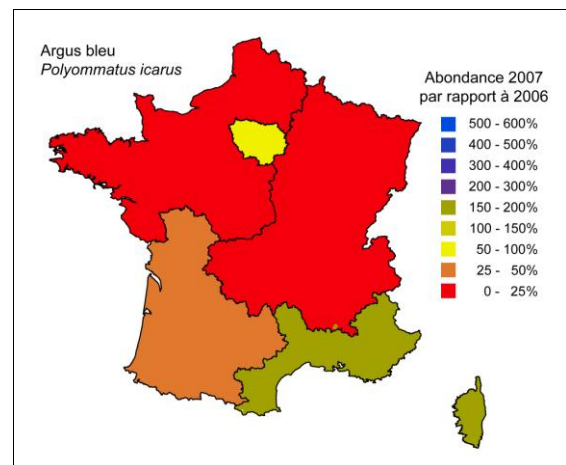 Argus bleu
Polyommatus icarus
Abondance 2007
par rapport à 2006
500 - 600%
400 - 500%
300 - 400%
200 - 300%
150 - 200%
100 - 150%
50 - 100%
25 - 50%
0 - 25%